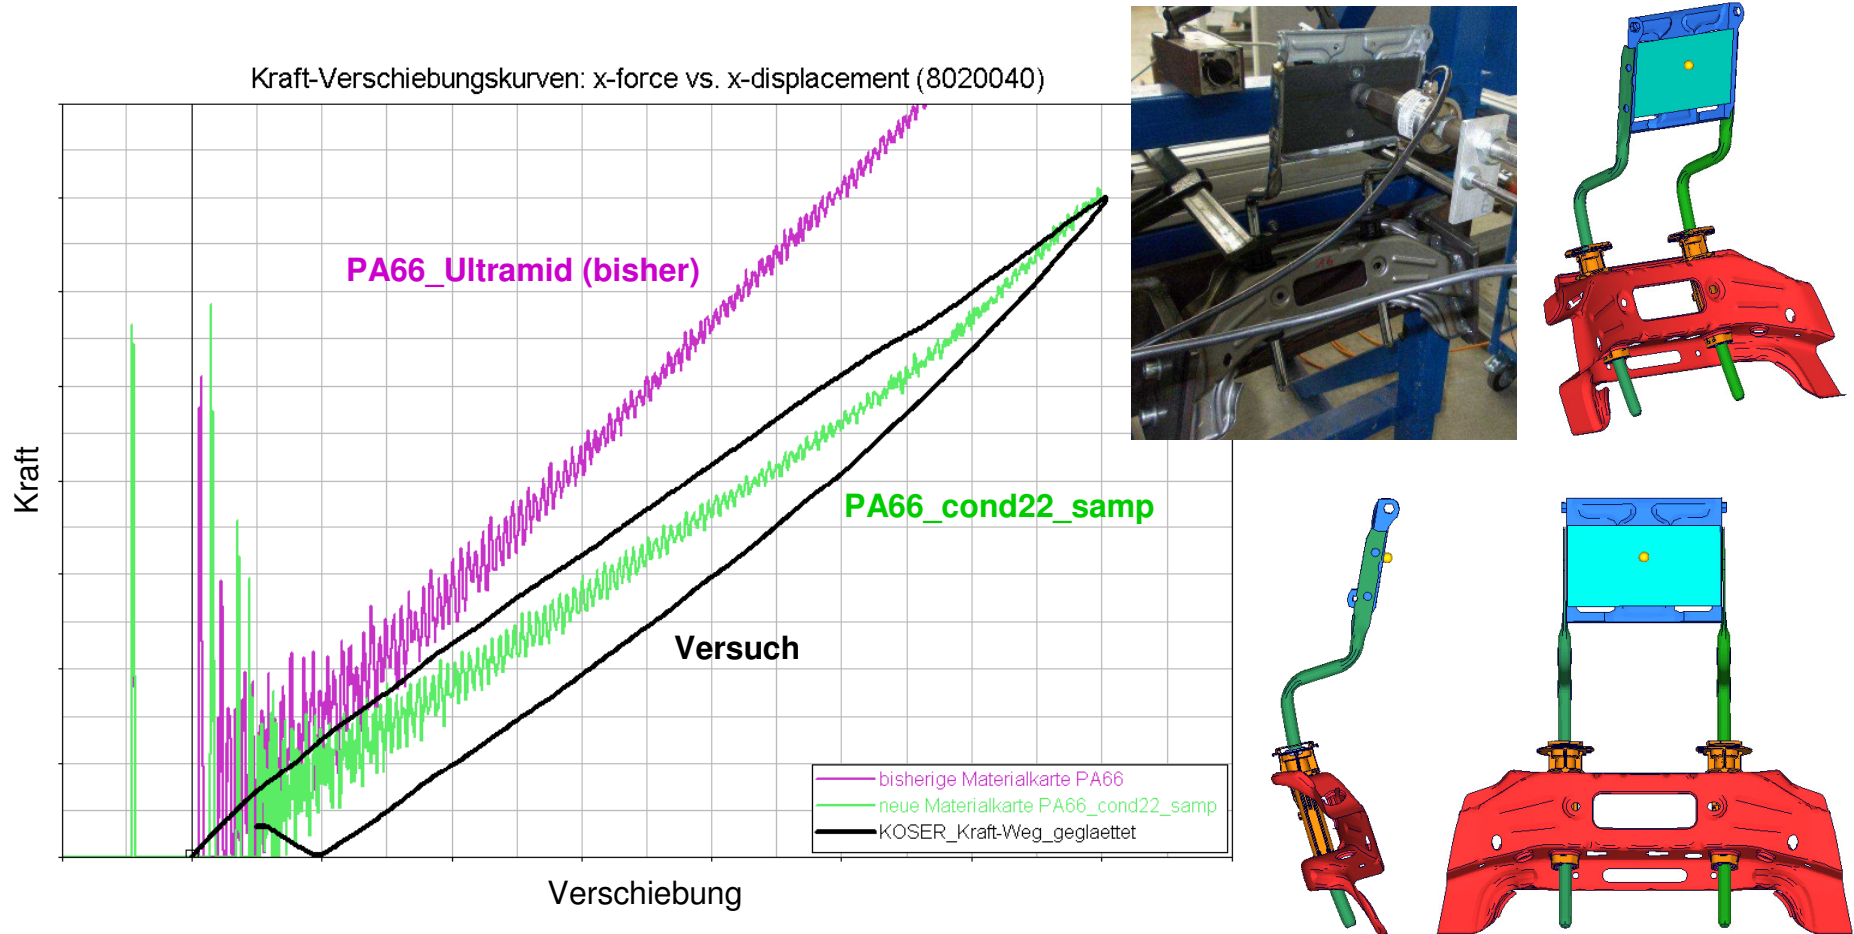 Kraft-Verschiebungskurven: x-force vs. x-displacement (8020040)
PA66_Ultramid (bisher)
PA66_cond22_samp
Versuch
Kraft
bisherige Materialkarte PA66
neue Materialkarte PA66_cond22_samp
KOSER_Kraft-Weg_geglaettet
Verschiebung